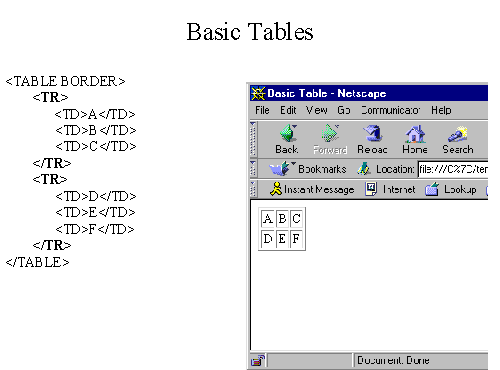 Basic Tables
<TABLE BORDER>
<TR>
<TD>A</TD>
<TD>B</TD>
<TD>C</TD>
</TR>
<TR>
<TD>D</TD>
<TD>E</TD>
<TD>F</TD>
</TR>
</TABLE>
Basic Table - Netscape
File Edit View Go Communicator Help
Back Forward Reload Home Search
Bookmarks Location: file:///C%7C/ter
Instant Message Internet Lookup
A B C
D E F
Document: Done